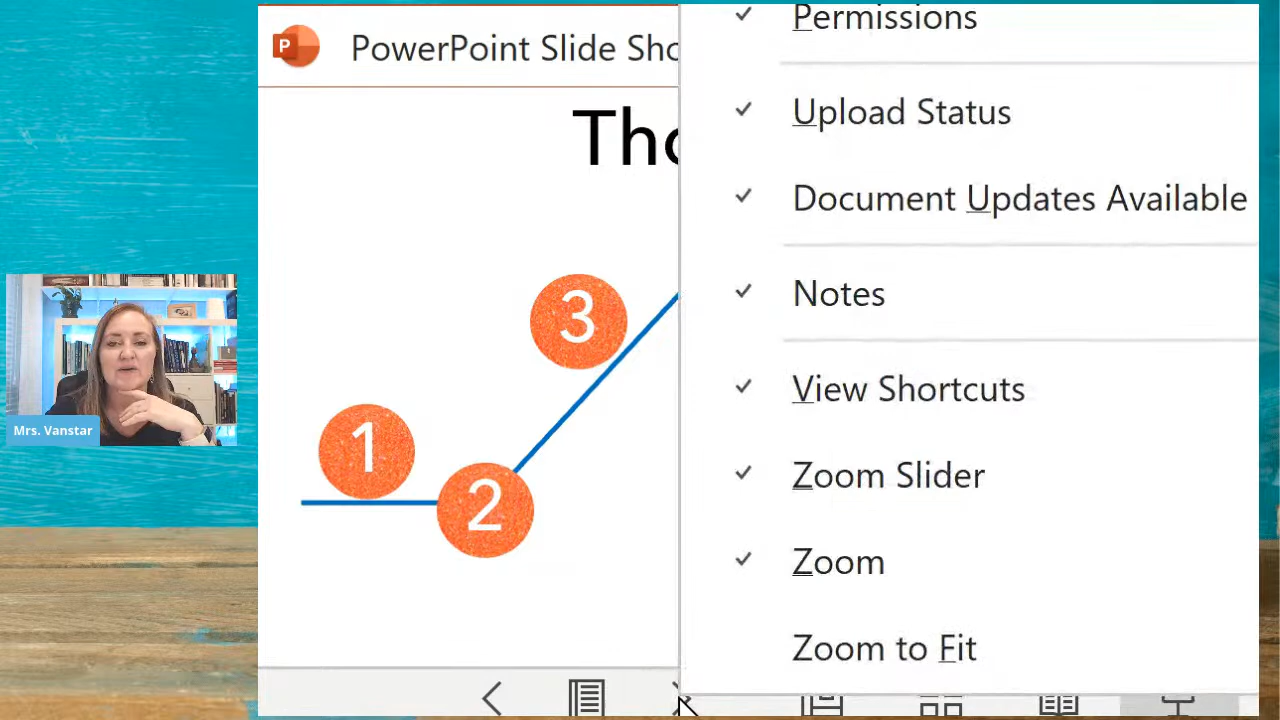 P PowerPoint Slide Sho
Tho
Permissions
Upload Status
Document Updates Available
Notes
View Shortcuts
Zoom Slider
Zoom
Zoom to Fit
3
1
2
Mrs. Vanstar